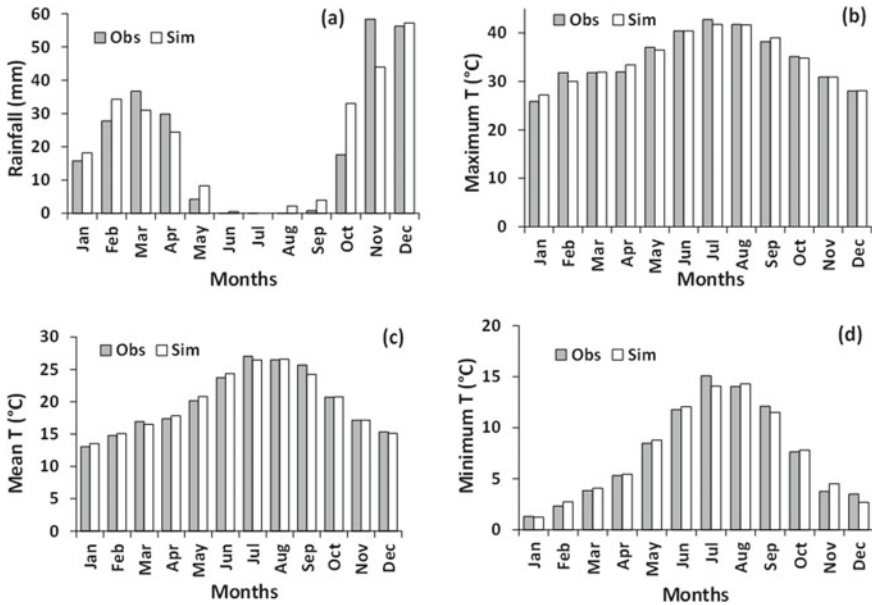 (a)
Obs Sim
Rainfall (mm)
60
50
40
30
20
10
0
Jan Feb Mar Apr May Jun Jul Aug Sep Oct Nov Dec
Months
(b)
Obs Sim
Maximum T (°C)
40
30
20
10
0
Jan Feb Mar Apr May Jun Jul Aug Sep Oct Nov Dec
Months
(c)
Obs Sim
Mean T (°C)
30
25
20
15
10
5
0
Jan Feb Mar Apr May Jun Jul Aug Sep Oct Nov Dec
Months
(d)
Obs Sim
Minimum T (°C)
20
15
10
5
0
Jan Feb Mar Apr May Jun Jul Aug Sep Oct Nov Dec
Months